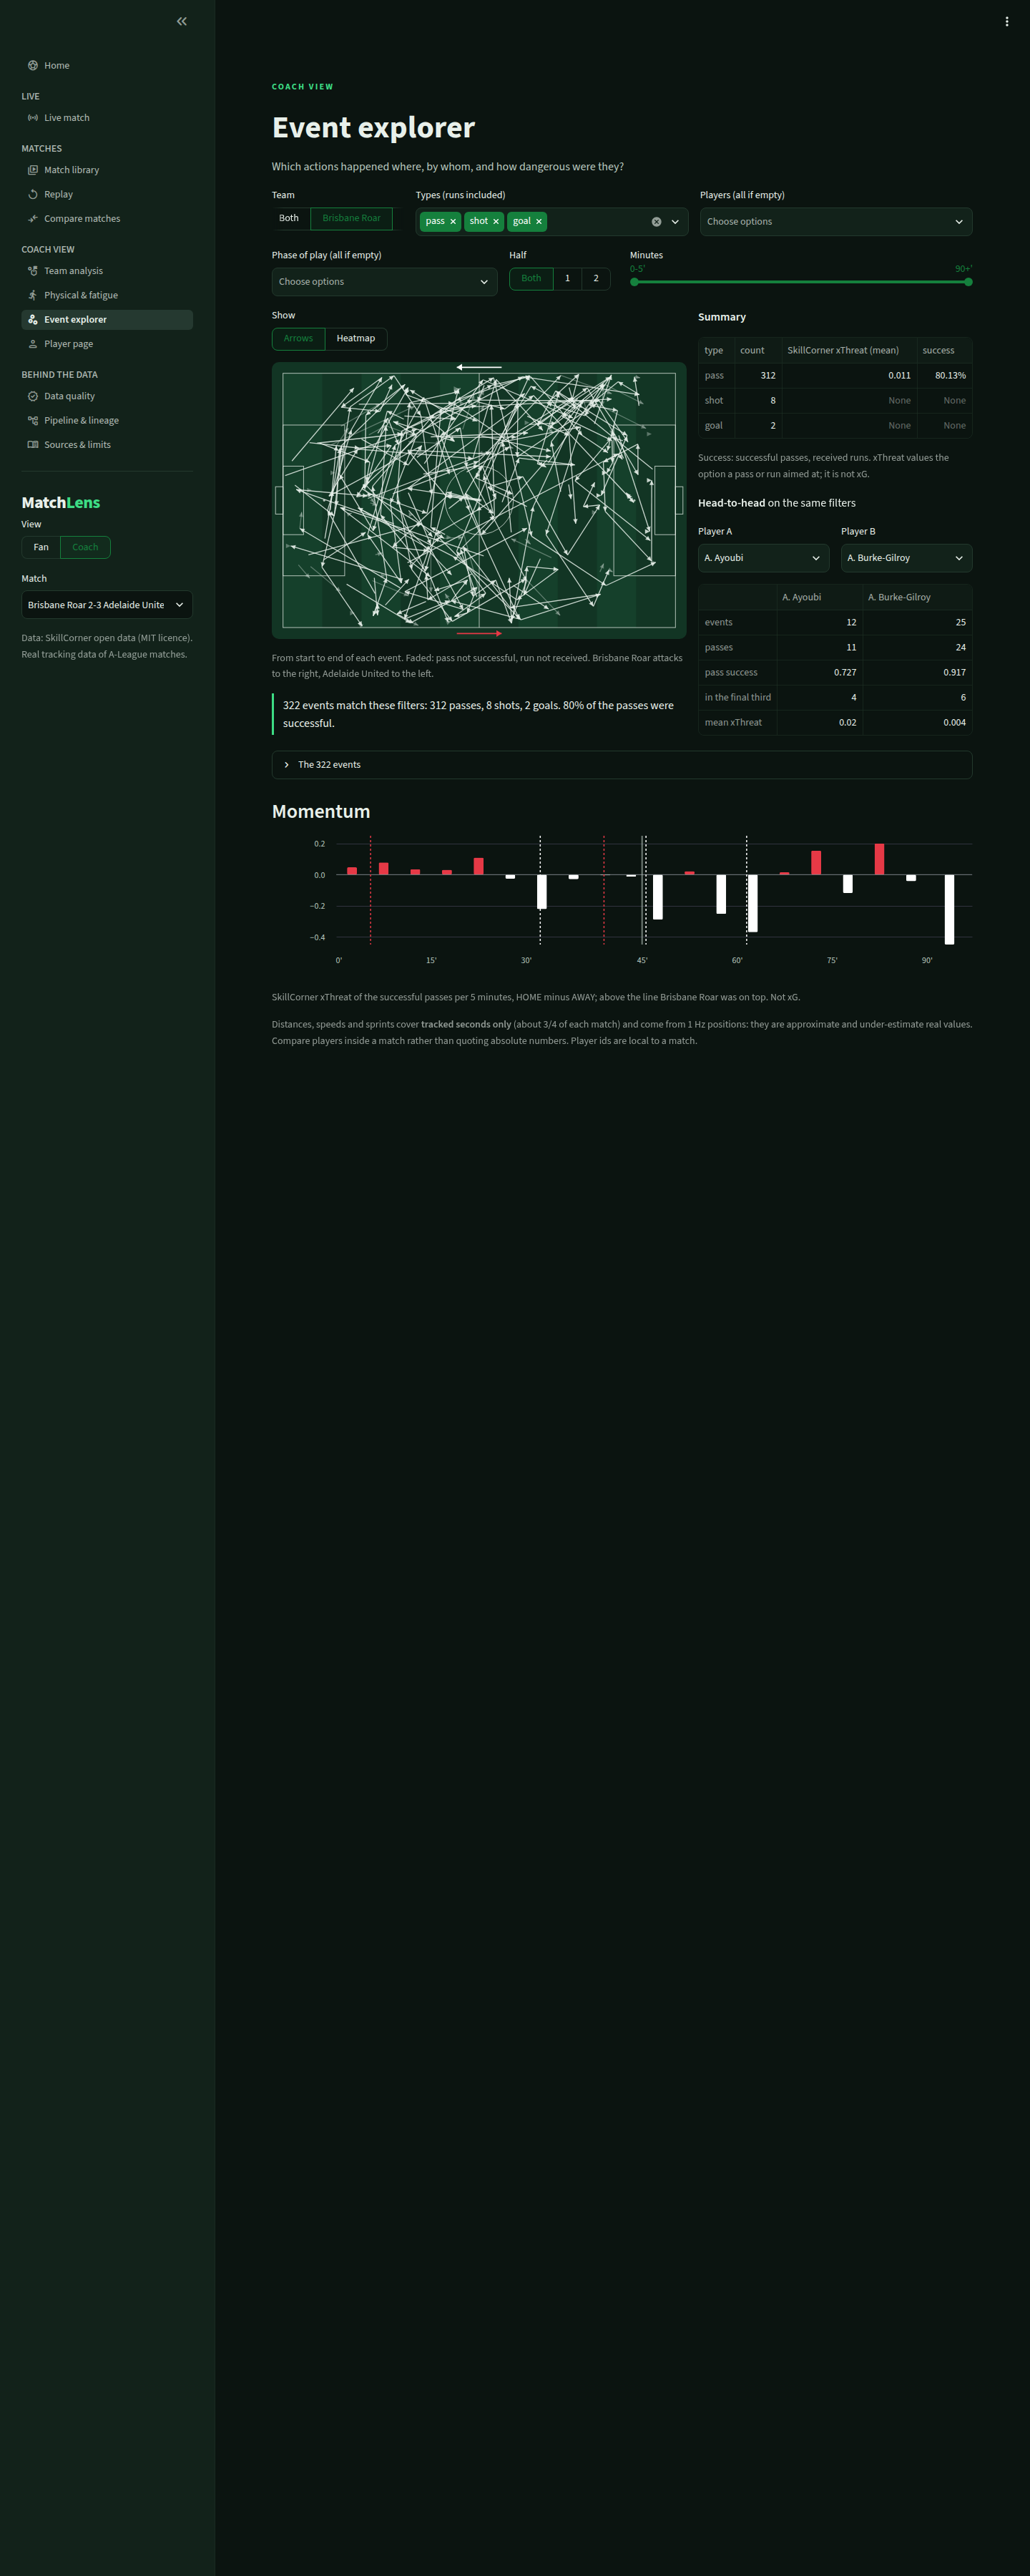 Home
LIVE
Live match
MATCHES
Match library
Replay
Compare matches
COACH VIEW
Team analysis
Physical & fatigue
Event explorer
Player page
BEHIND THE DATA
Data quality
Pipeline & lineage
Sources & limits
MatchLens
View
Fan Coach
Match
Brisbane Roar 2-3 Adelaide Unite
Data: SkillCorner open data (MIT licence).
Real tracking data of A-League matches.
COACH VIEW
Event explorer
Which actions happened where, by whom, and how dangerous were they?
Team Types (runs included) Players (all if empty)
Both Brisbane Roar pass shot goal Choose options
Phase of play (all if empty) Half Minutes
0-5' 90+'
Choose options Both 1 2
Show
Arrows Heatmap
From start to end of each event. Faded: pass not successful, run not received. Brisbane Roar attacks
to the right, Adelaide United to the left.
322 events match these filters: 312 passes, 8 shots, 2 goals. 80% of the passes were
successful.
Summary
type count SkillCorner xThreat (mean) success
pass 312 0.011 80.13%
shot 8 None None
goal 2 None None
Success: successful passes, received runs. xThreat values the
option a pass or run aimed at; it is not xG.
Head-to-head on the same filters
Player A Player B
A. Ayoubi A. Burke-Gilroy
A. Ayoubi A. Burke-Gilroy
events 12 25
passes 11 24
pass success 0.727 0.917
in the final third 4 6
mean xThreat 0.02 0.004
The 322 events
Momentum
0.2
0.0
−0.2
−0.4
0' 15' 30' 45' 60' 75' 90'
SkillCorner xThreat of the successful passes per 5 minutes, HOME minus AWAY; above the line Brisbane Roar was on top. Not xG.
Distances, speeds and sprints cover tracked seconds only (about 3/4 of each match) and come from 1 Hz positions: they are approximate and under-estimate real values.
Compare players inside a match rather than quoting absolute numbers. Player ids are local to a match.